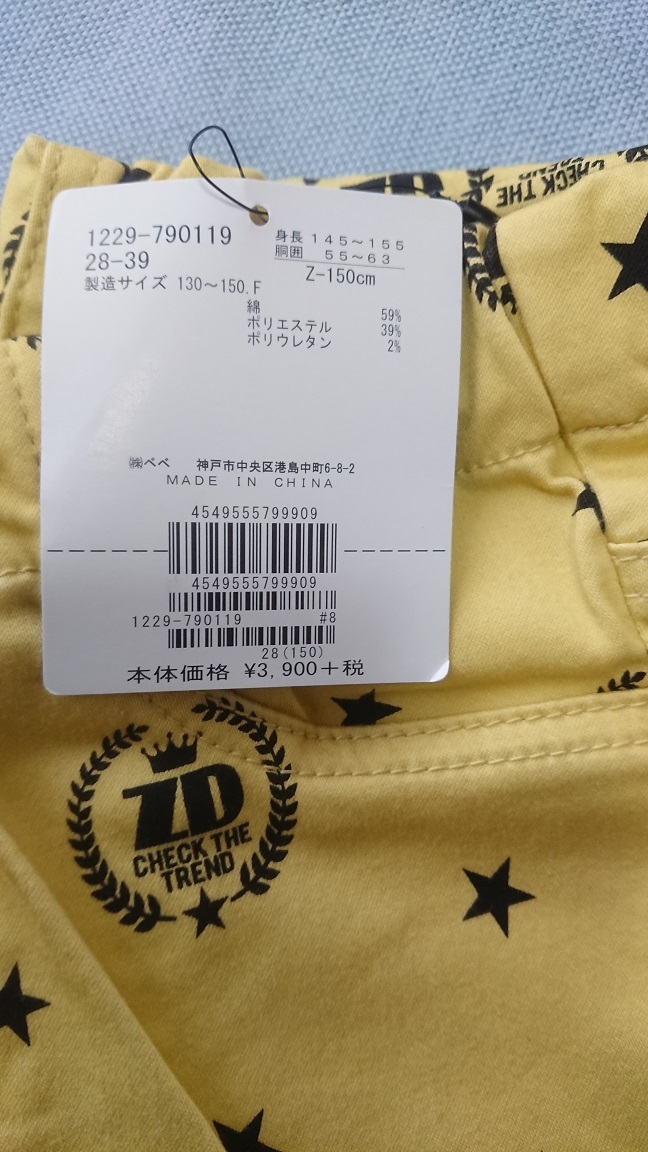 1229-790119
28-39
製造サイズ 130~150.F
身長 145~155
胴囲 55~63
Z-150cm
綿 59%
ポリエステル 39%
ポリウレタン 2%
㈱べべ 神戸市中央区港島中町6-8-2
MADE IN CHINA
4549555799909
4549555799909
1229-790119 #8
28(150)
本体価格 ¥3,900+税
CHECK THE
TREND
ZD
CHECK THE
TREND